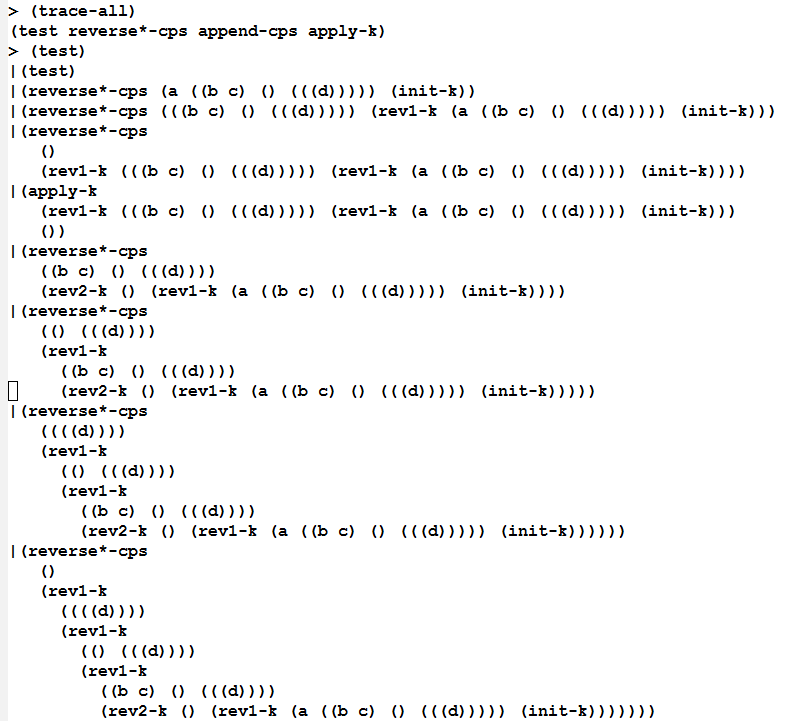 > (trace-all)
(test reverse*-cps append-cps apply-k)
> (test)
|(test)
|(reverse*-cps (a ((b c) () (((d))))) (init-k))
|(reverse*-cps (((b c) () (((d))))) (rev1-k (a ((b c) () (((d))))) (init-k)))
|(reverse*-cps
   ()
   (rev1-k (((b c) () (((d))))) (rev1-k (a ((b c) () (((d))))) (init-k))))
|(apply-k
   (rev1-k (((b c) () (((d))))) (rev1-k (a ((b c) () (((d))))) (init-k)))
   ())
|(reverse*-cps
   ((b c) () (((d))))
   (rev2-k () (rev1-k (a ((b c) () (((d))))) (init-k))))
|(reverse*-cps
   (() (((d))))
   (rev1-k
     ((b c) () (((d))))
     (rev2-k () (rev1-k (a ((b c) () (((d))))) (init-k)))))
|(reverse*-cps
   ((((d))))
   (rev1-k
     (() (((d))))
     (rev1-k
       ((b c) () (((d))))
       (rev2-k () (rev1-k (a ((b c) () (((d))))) (init-k))))))
|(reverse*-cps
   ()
   (rev1-k
     ((((d))))
     (rev1-k
       (() (((d))))
       (rev1-k
         ((b c) () (((d))))
         (rev2-k () (rev1-k (a ((b c) () (((d))))) (init-k)))))))